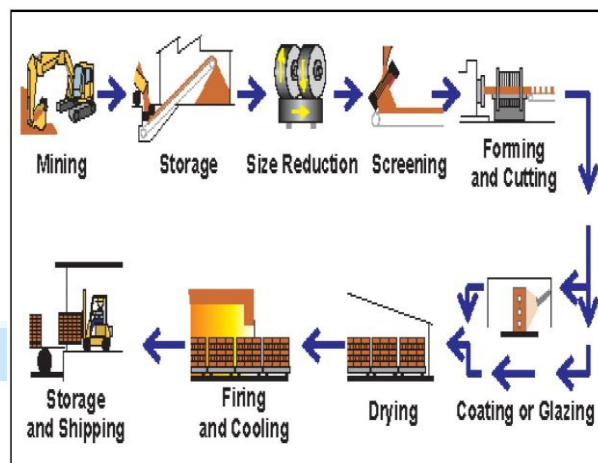 Mining
Storage
Size Reduction
Screening
Forming
and Cutting
Storage
and Shipping
Firing
and Cooling
Drying
Coating or Glazing